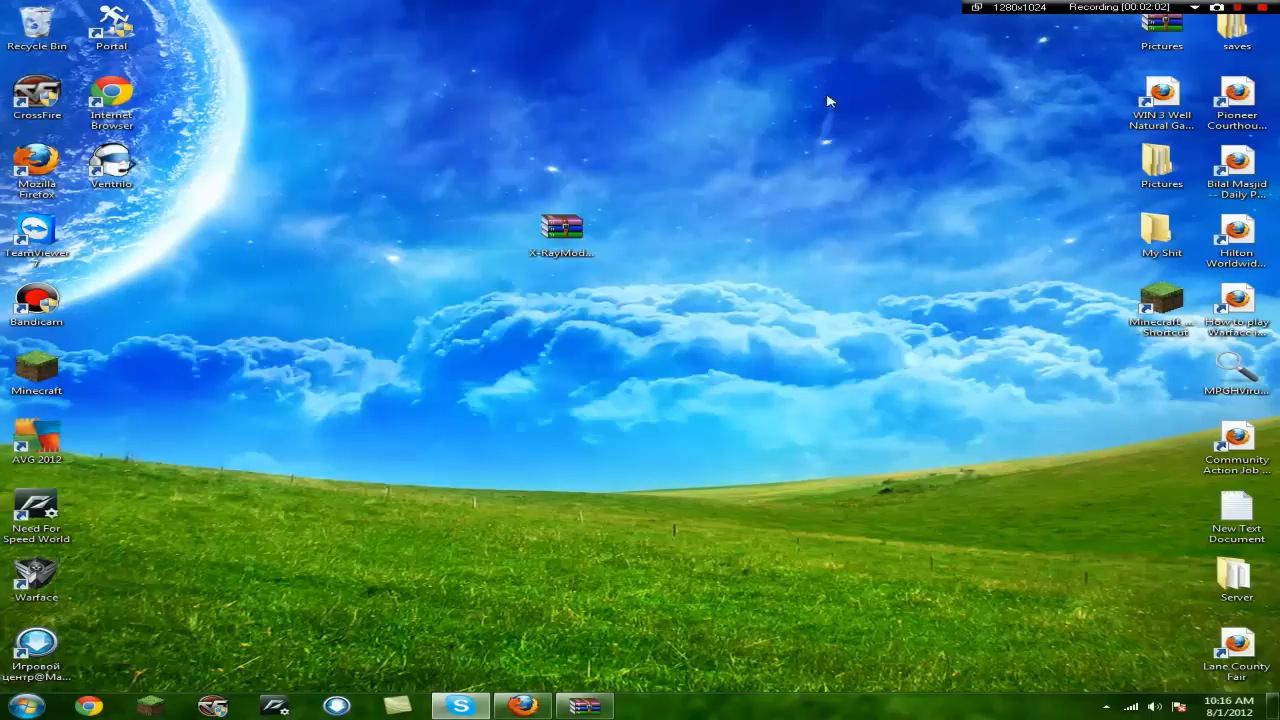 1280x1024
Recording [00:02:02]
Recycle Bin
Portal
Pictures
saves
CrossFire
Internet
Browser
WIN 3 Well
Natural Ga...
Pioneer
Courthou...
Mozilla
Firefox
Ventrilo
Pictures
Bilal Masjid
-- Daily P...
TeamViewer
7
X-RayMod...
My Shit
Hilton
Worldwid...
Bandicam
Minecraft ...
Shortcut
How to play
Warface i...
Minecraft
MPGHViru...
AVG 2012
Community
Action Job ...
Need For
Speed World
New Text
Document
Warface
Server
Игровой
центр@Ma...
Lane County
Fair
10:16 AM
8/1/2012